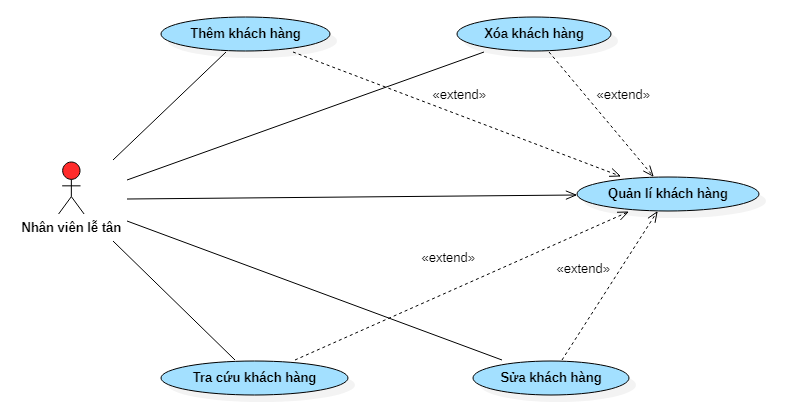 Thêm khách hàng
Xóa khách hàng
«extend»
«extend»
Quản lí khách hàng
Nhân viên lễ tân
«extend»
«extend»
Tra cứu khách hàng
Sửa khách hàng